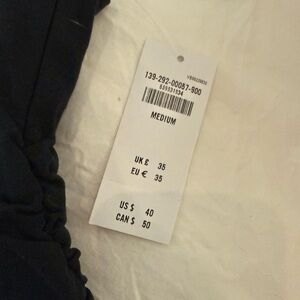 139-292-00087-900
MEDIUM
UK £ 35
EU € 35
US $ 40
CAN $ 50